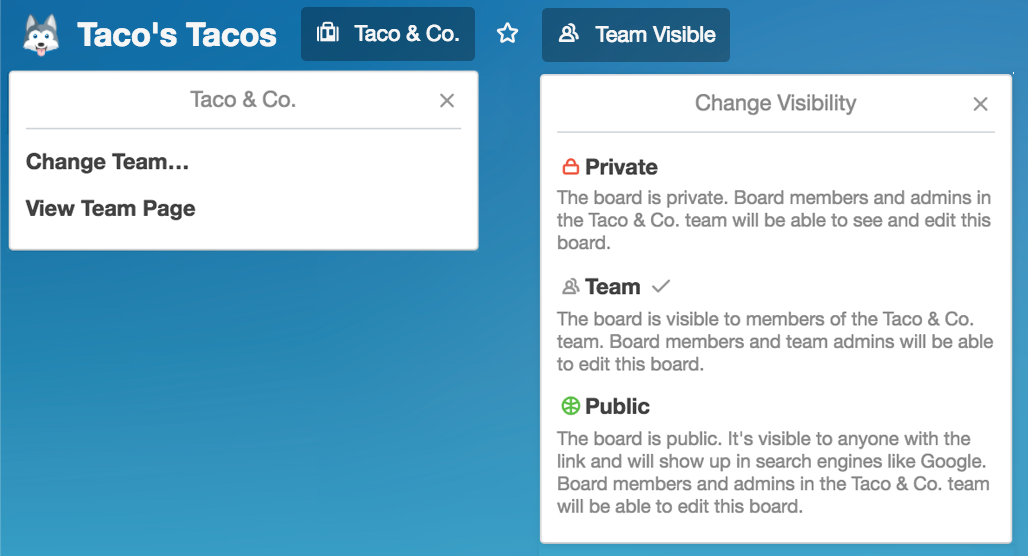 Taco's Tacos
Taco & Co.
Team Visible
Taco & Co.
Change Team...
View Team Page
Change Visibility
Private
The board is private. Board members and admins in
the Taco & Co. team will be able to see and edit this
board.
Team
The board is visible to members of the Taco & Co.
team. Board members and team admins will be able
to edit this board.
Public
The board is public. It's visible to anyone with the
link and will show up in search engines like Google.
Board members and admins in the Taco & Co. team
will be able to edit this board.